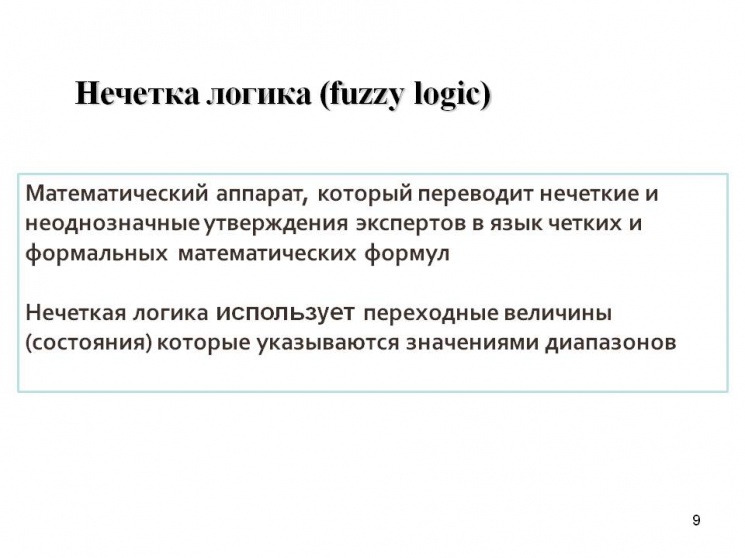 Нечетка логика (fuzzy logic)
Математический аппарат, который переводит нечеткие и
неоднозначные утверждения экспертов в язык четких и
формальных математических формул
Нечеткая логика использует переходные величины
(состояния) которые указываются значениями диапазонов
9